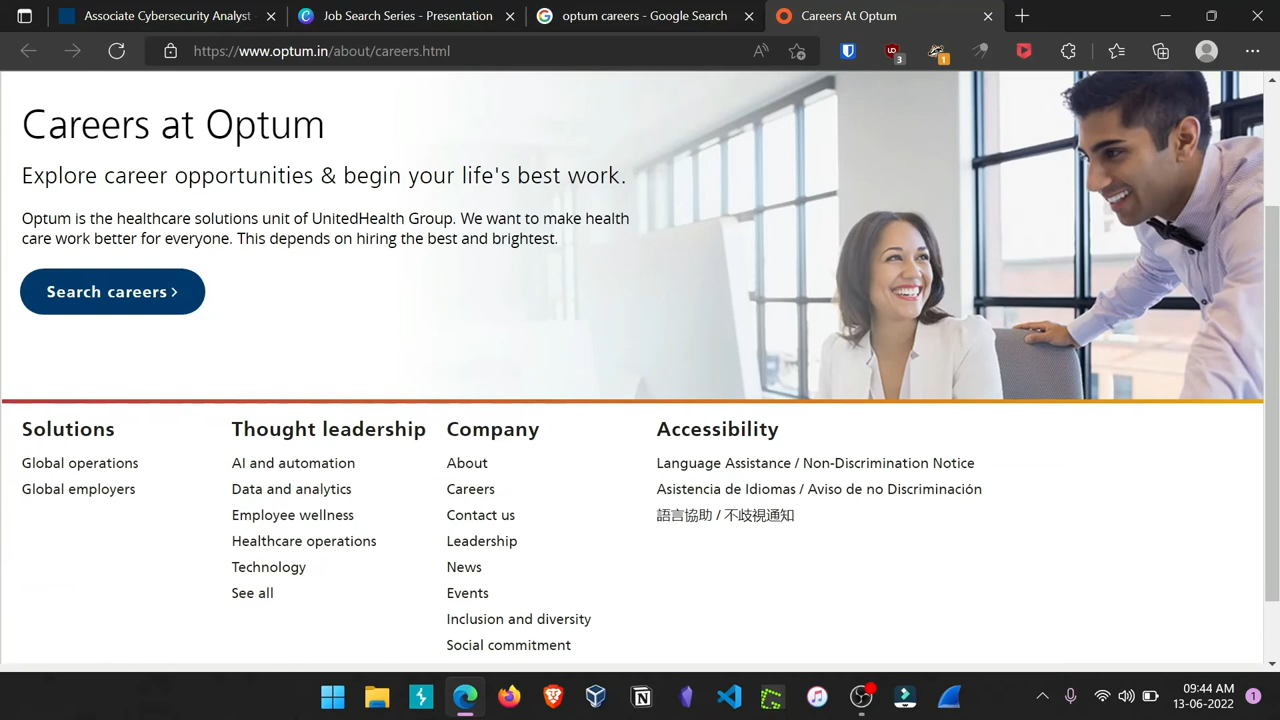 Associate Cybersecurity Analyst
Job Search Series - Presentation
optum careers - Google Search
Careers At Optum
https://www.optum.in/about/careers.html
3
1
Careers at Optum
Explore career opportunities & begin your life's best work.
Optum is the healthcare solutions unit of UnitedHealth Group. We want to make health
care work better for everyone. This depends on hiring the best and brightest.
Search careers
Solutions
Global operations
Global employers
Thought leadership
AI and automation
Data and analytics
Employee wellness
Healthcare operations
Technology
See all
Company
About
Careers
Contact us
Leadership
News
Events
Inclusion and diversity
Social commitment
Accessibility
Language Assistance / Non-Discrimination Notice
Asistencia de Idiomas / Aviso de no Discriminación
語言協助 / 不歧視通知
09:44 AM
13-06-2022
1